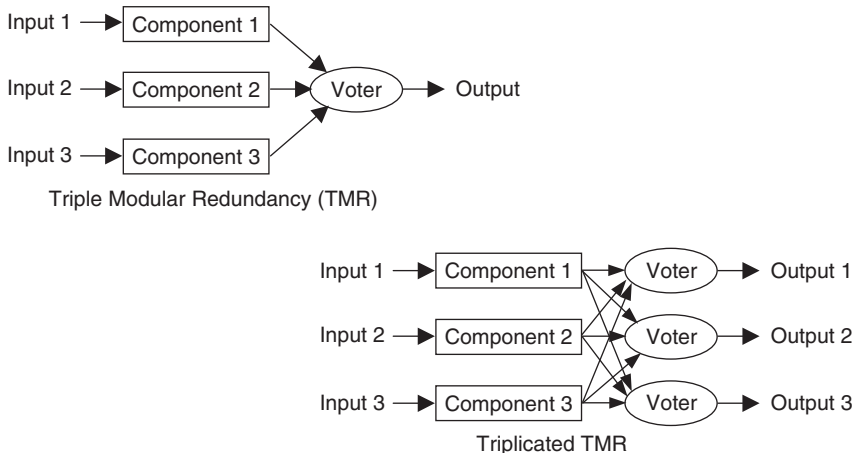 Input 1 Component 1
Input 2 Component 2 Voter Output
Input 3 Component 3
Triple Modular Redundancy (TMR)
Input 1 Component 1 Voter Output 1
Input 2 Component 2 Voter Output 2
Input 3 Component 3 Voter Output 3
Triplicated TMR